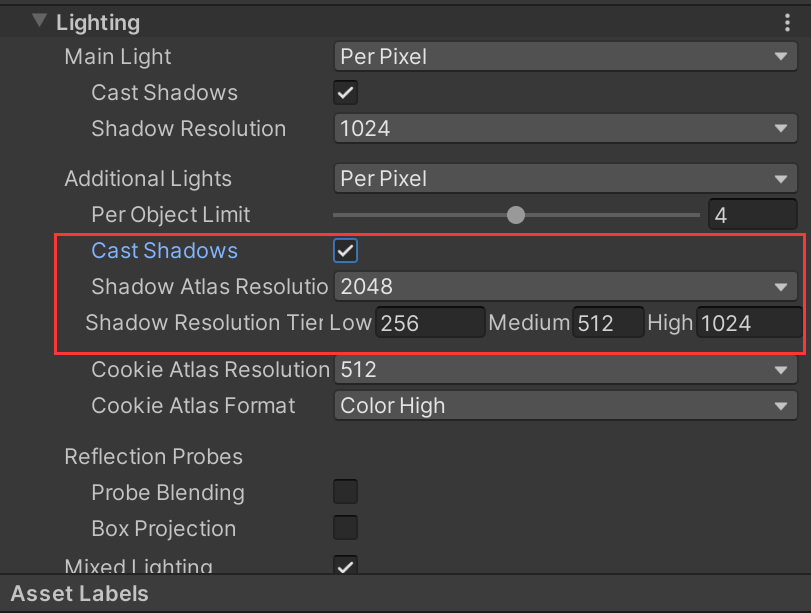 Lighting
Main Light Per Pixel
Cast Shadows
Shadow Resolution 1024
Additional Lights Per Pixel
Per Object Limit 4
Cast Shadows
Shadow Atlas Resolutio 2048
Shadow Resolution Tier Low 256 Medium 512 High 1024
Cookie Atlas Resolution 512
Cookie Atlas Format Color High
Reflection Probes
Probe Blending
Box Projection
Mixed Lighting
Asset Labels